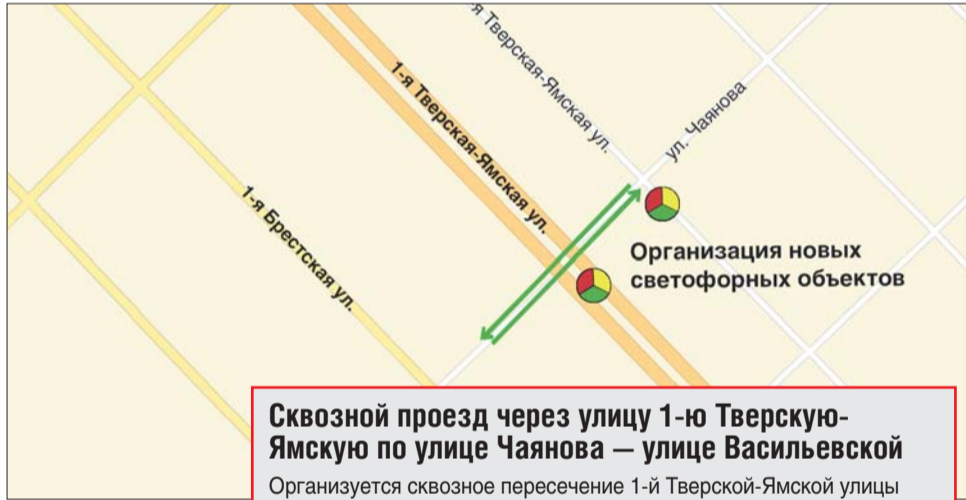 я Тверская-Ямская ул.
1-я Тверская-Ямская ул.
ул. Чаянова
1-я Брестская ул.
Организация новых
светофорных объектов
Сквозной проезд через улицу 1-ю Тверскую-
Ямскую по улице Чаянова — улице Васильевской
Организуется сквозное пересечение 1-й Тверской-Ямской улицы